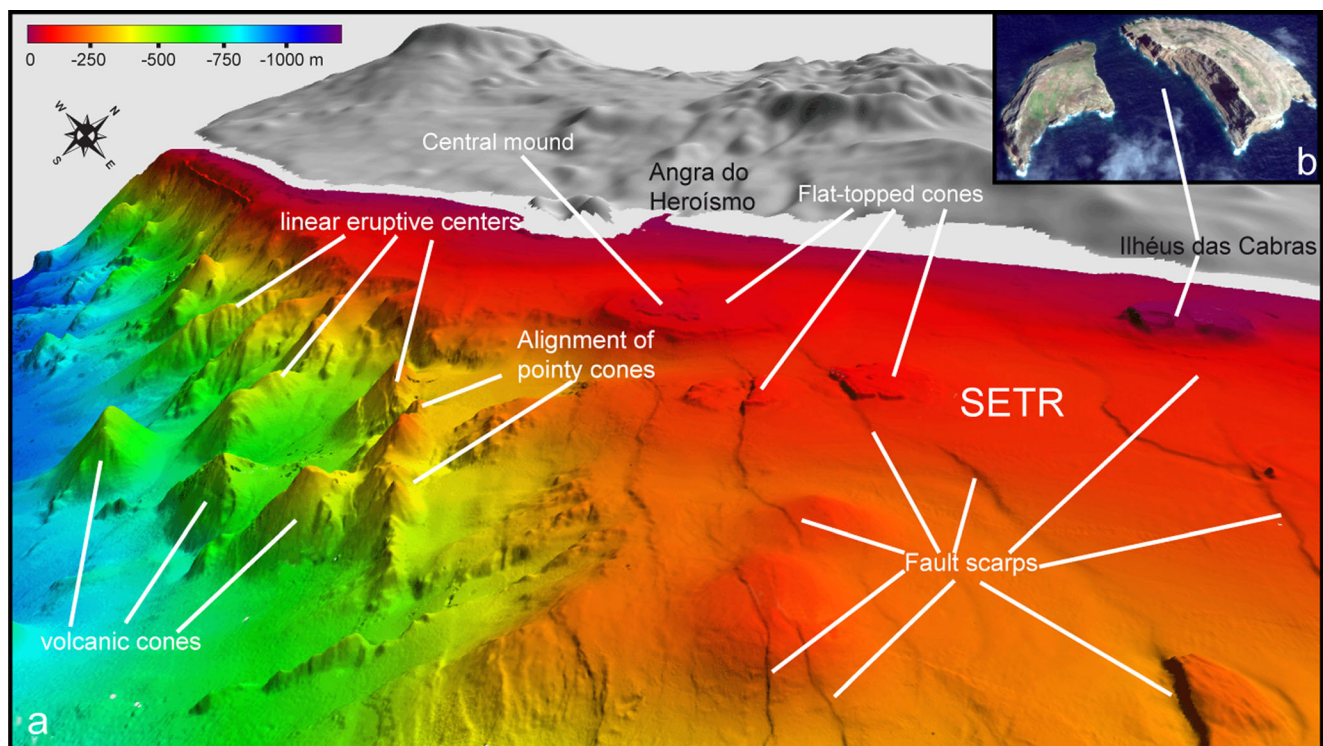 0 -250 -500 -750 -1000 m
W N
S E
b
Central mound
Angra do
Heroísmo
Flat-topped cones
linear eruptive centers
Ilhéus das Cabras
Alignment of
pointy cones
SETR
Fault scarps
volcanic cones
a